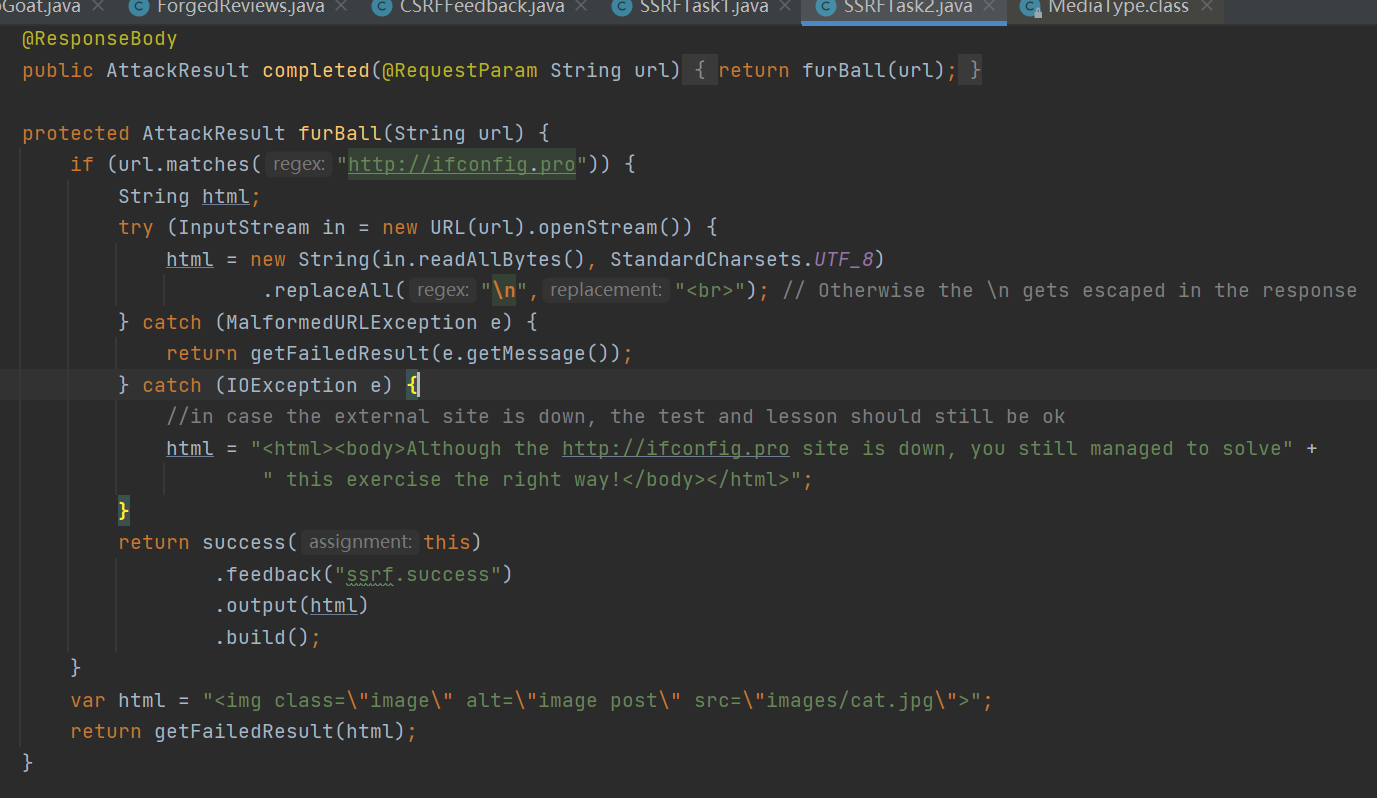 Goat.java × ForgedReviews.java × CSRFFeedback.java × SSRFTask1.java × SSRFTask2.java × MediaType.class ×
@ResponseBody
public AttackResult completed(@RequestParam String url) { return furBall(url); }
protected AttackResult furBall(String url) {
if (url.matches( regex: "http://ifconfig.pro")) {
String html;
try (InputStream in = new URL(url).openStream()) {
html = new String(in.readAllBytes(), StandardCharsets.UTF_8)
.replaceAll( regex: "\n", replacement: "<br>"); // Otherwise the \n gets escaped in the response
} catch (MalformedURLException e) {
return getFailedResult(e.getMessage());
} catch (IOException e) {
//in case the external site is down, the test and lesson should still be ok
html = "<html><body>Although the http://ifconfig.pro site is down, you still managed to solve" +
" this exercise the right way!</body></html>";
}
return success( assignment: this)
.feedback("ssrf.success")
.output(html)
.build();
}
var html = "<img class=\"image\" alt=\"image post\" src=\"images/cat.jpg\">";
return getFailedResult(html);
}